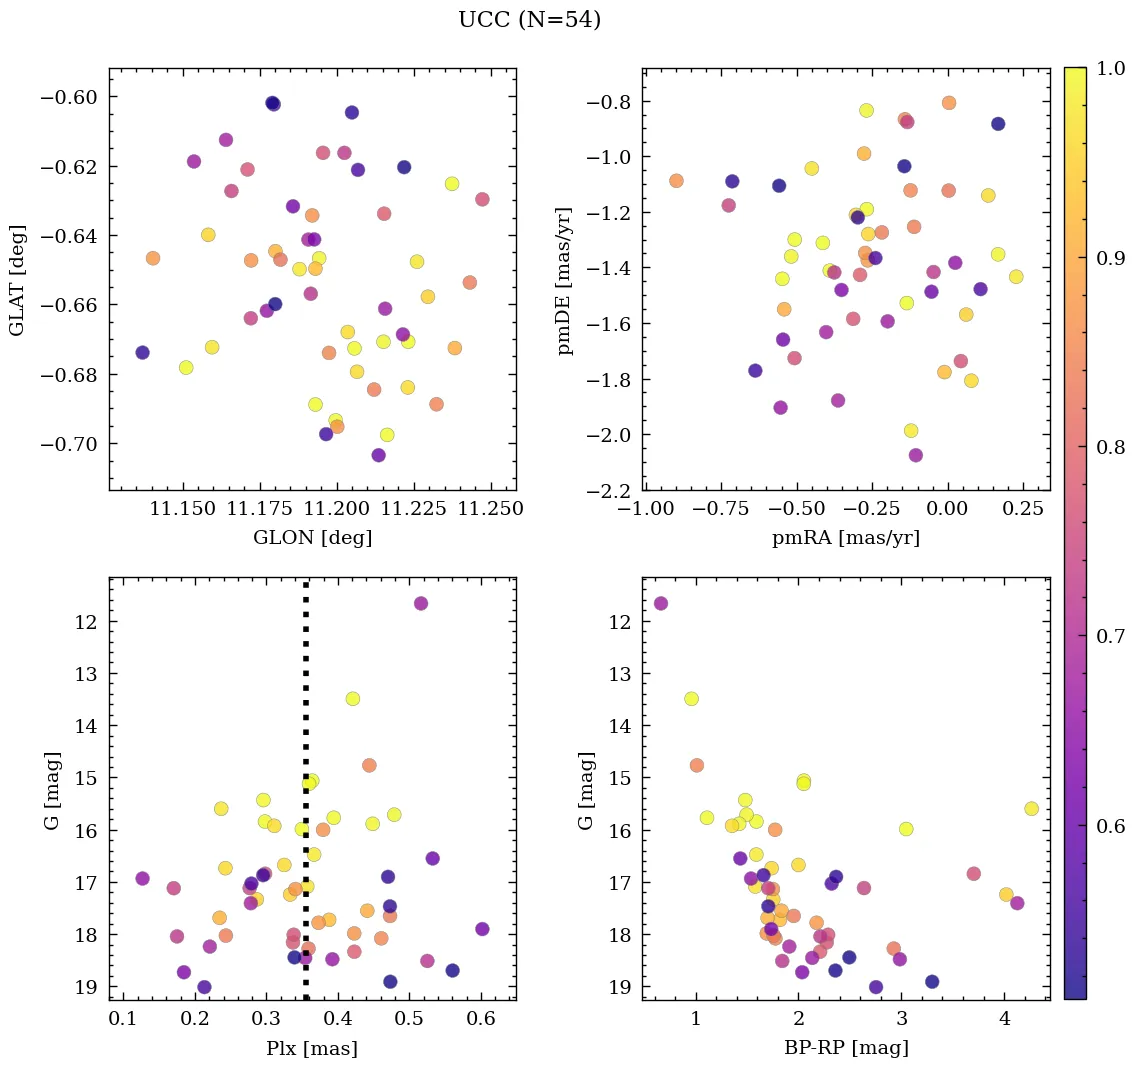 UCC (N=54)
−0.60
−0.62
−0.64
−0.66
−0.68
−0.70
GLAT [deg]
11.150 11.175 11.200 11.225 11.250
GLON [deg]
−0.8
−1.0
−1.2
−1.4
−1.6
−1.8
−2.0
−2.2
pmDE [mas/yr]
−1.00 −0.75 −0.50 −0.25 0.00 0.25
pmRA [mas/yr]
1.0
0.9
0.8
0.7
0.6
12
13
14
15
16
17
18
19
G [mag]
0.1 0.2 0.3 0.4 0.5 0.6
Plx [mas]
12
13
14
15
16
17
18
19
G [mag]
1 2 3 4
BP-RP [mag]